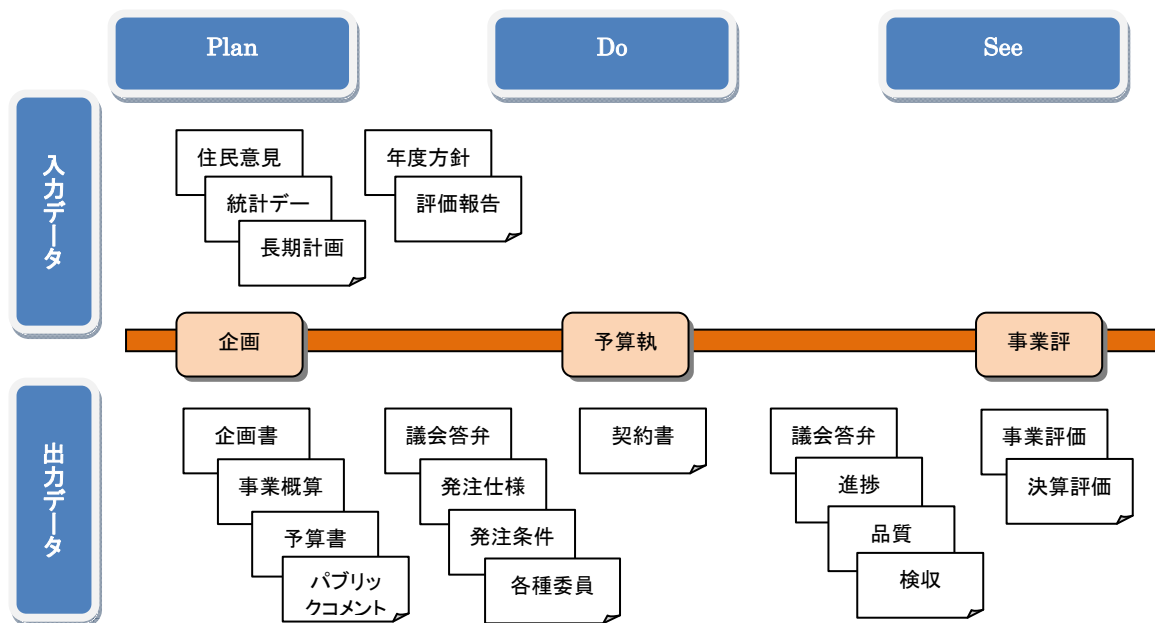 Plan
Do
See
入力データ
住民意見
統計デー
長期計画
年度方針
評価報告
企画
予算執
事業評
出力データ
企画書
事業概算
予算書
パブリッ
クコメント
議会答弁
発注仕様
発注条件
各種委員
契約書
議会答弁
進捗
品質
検収
事業評価
決算評価